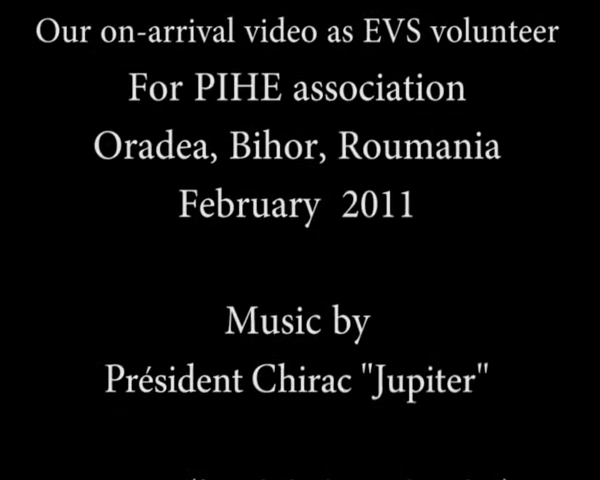 Our on-arrival video as EVS volunteer
For PIHE association
Oradea, Bihor, Roumania
February 2011
Music by
Président Chirac "Jupiter"